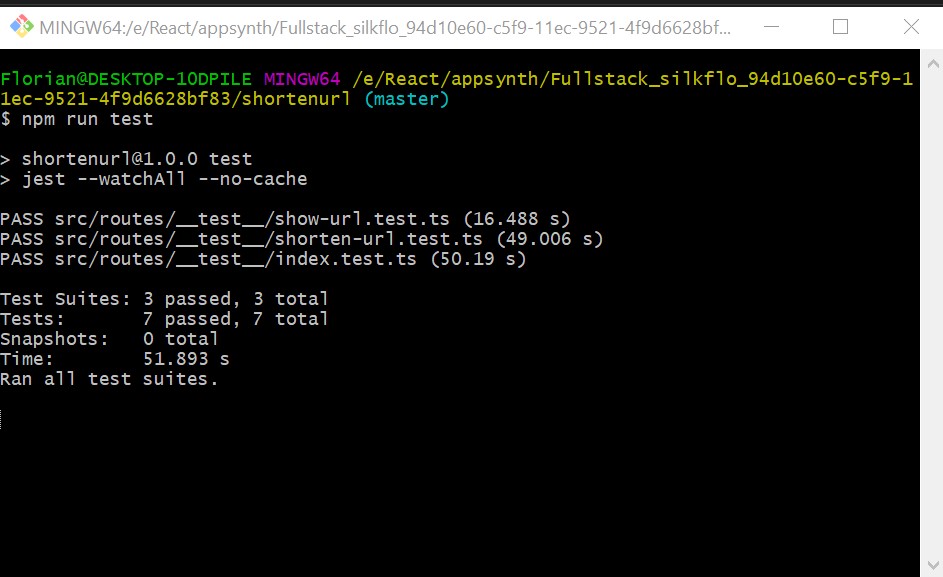 MINGW64:/e/React/appsynth/Fullstack_silkflo_94d10e60-c5f9-11ec-9521-4f9d6628bf...
Florian@DESKTOP-1ODPILE MINGW64 /e/React/appsynth/Fullstack_silkflo_94d10e60-c5f9-1
1ec-9521-4f9d6628bf83/shortenurl (master)
$ npm run test
> shortenurl@1.0.0 test
> jest --watchAll --no-cache
PASS src/routes/__test__/show-url.test.ts (16.488 s)
PASS src/routes/__test__/shorten-url.test.ts (49.006 s)
PASS src/routes/__test__/index.test.ts (50.19 s)
Test Suites: 3 passed, 3 total
Tests:       7 passed, 7 total
Snapshots:   0 total
Time:        51.893 s
Ran all test suites.